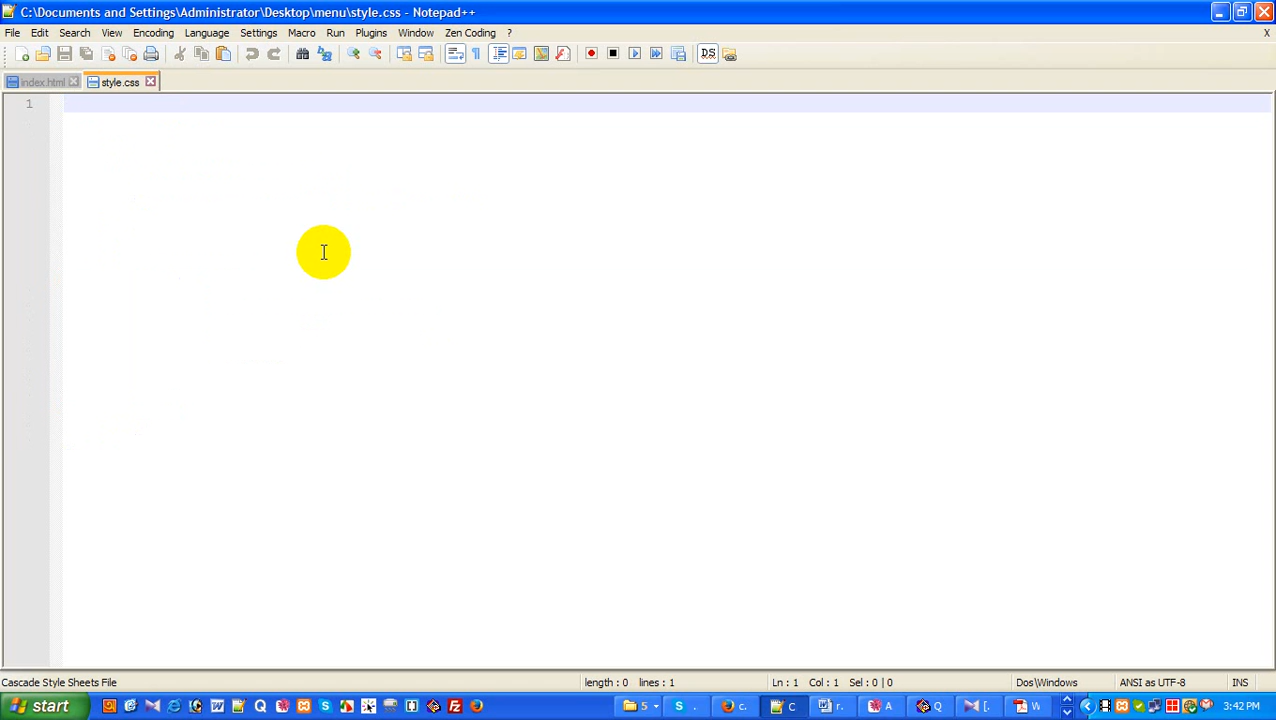 C:\Documents and Settings\Administrator\Desktop\menu\style.css - Notepad++
File Edit Search View Encoding Language Settings Macro Run Plugins Window Zen Coding ? X
index.html style.css
1
Cascade Style Sheets File length : 0 lines : 1 Ln : 1 Col : 1 Sel : 0 | 0 Dos\Windows ANSI as UTF-8 INS
start 5 S . c. C r. A Q [. W 3:42 PM